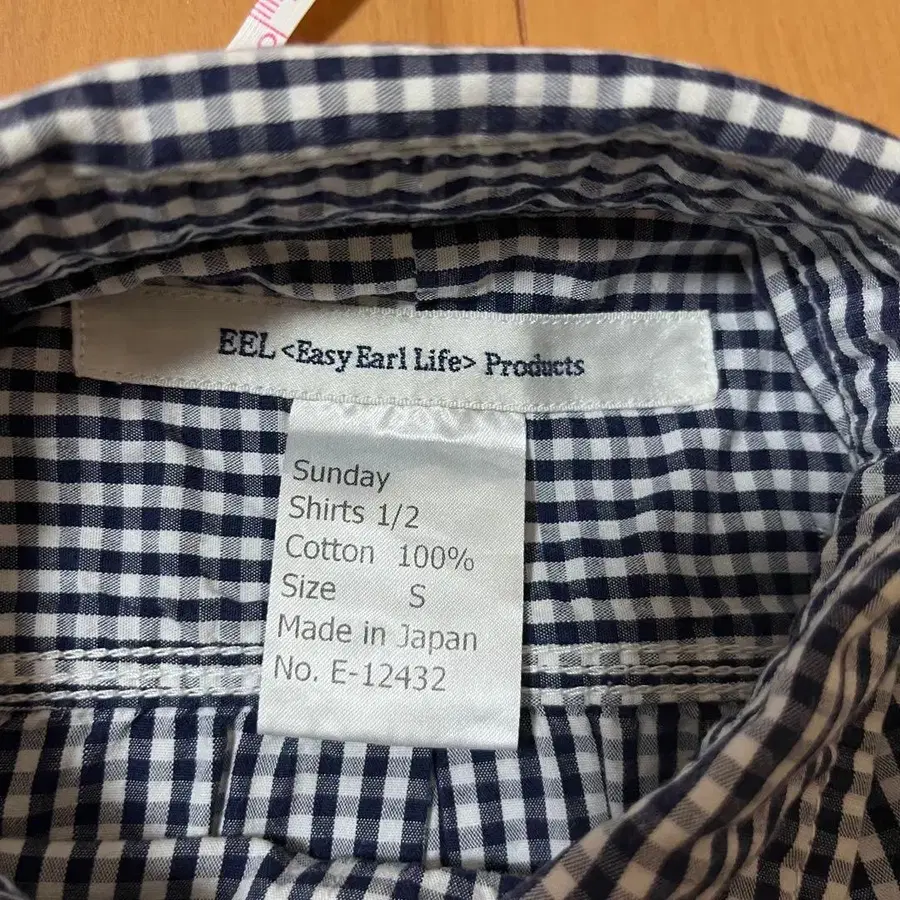 EEL <Easy Earl Life> Products
Sunday
Shirts 1/2
Cotton 100%
Size S
Made in Japan
No. E-12432